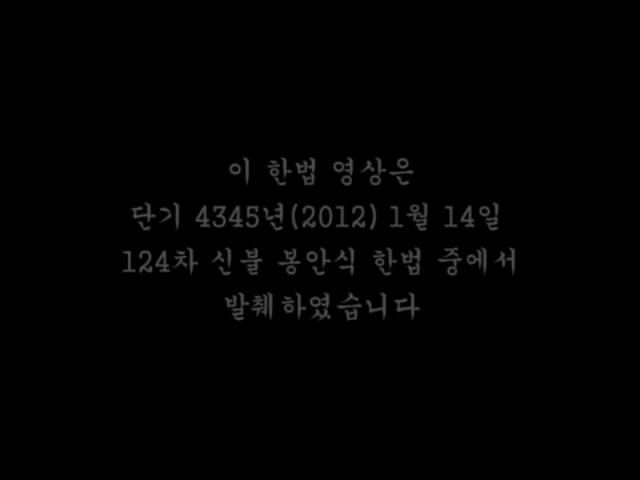 이 한법 영상은
단기 4345년(2012) 1월 14일
124차 신불 봉안식 한법 중에서
발췌하였습니다